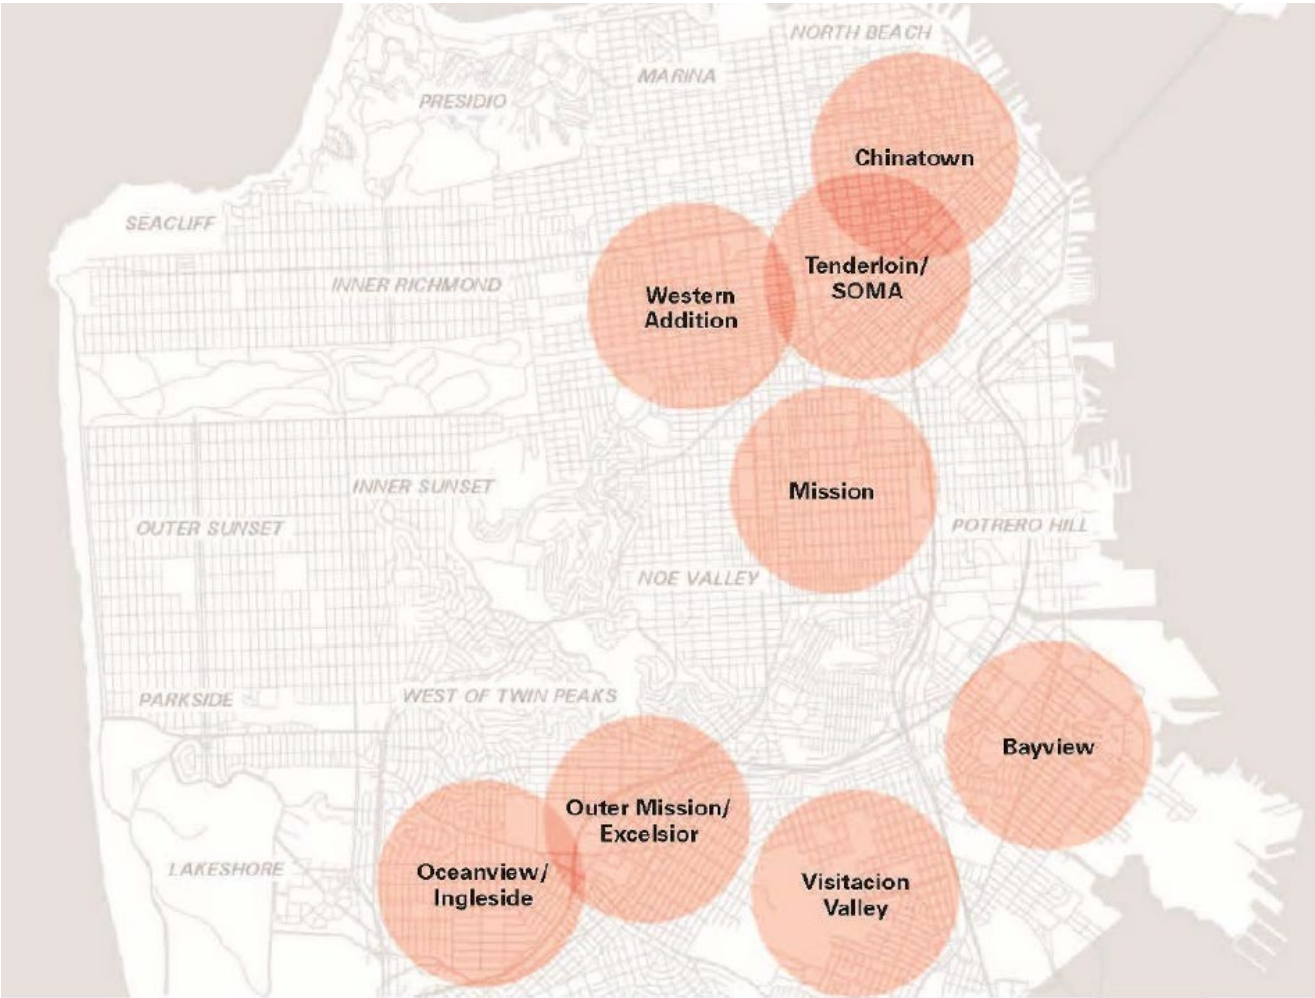 NORTH BEACH
MARINA
PRESIDIO
Chinatown
SEACLIFF
Tenderloin/
SOMA
INNER RICHMOND
Western
Addition
INNER SUNSET
Mission
OUTER SUNSET
POTRERO HILL
NOE VALLEY
PARKSIDE
WEST OF TWIN PEAKS
Bayview
Outer Mission/
Excelsior
LAKESHORE
Oceanview/
Ingleside
Visitacion
Valley